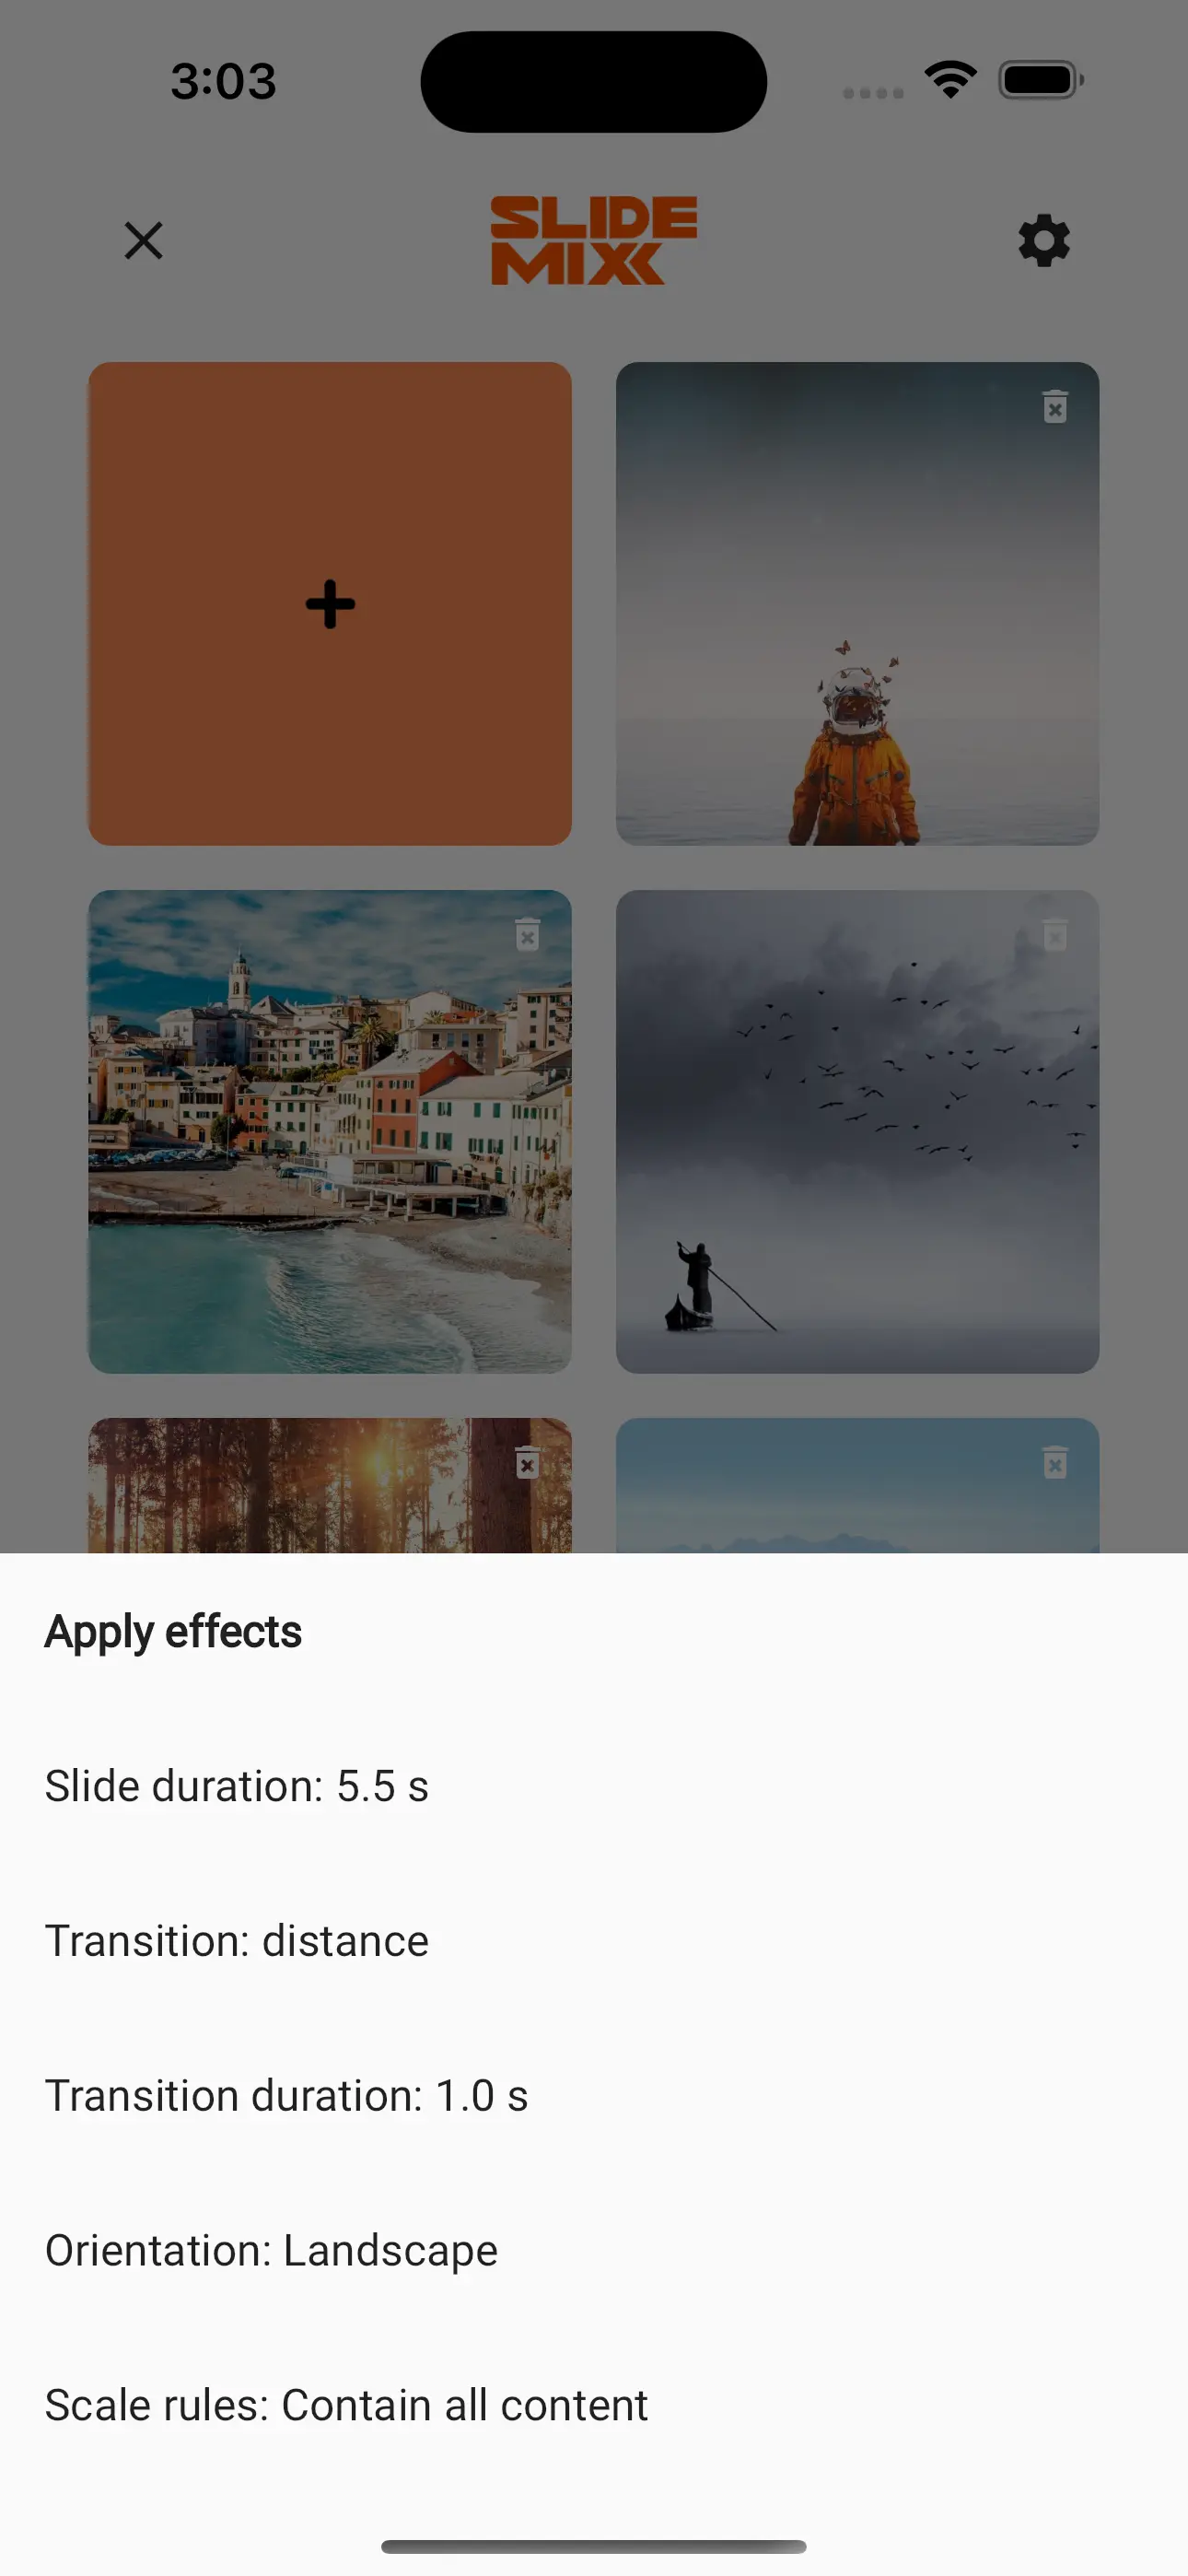 3:03
SLIDE
MIX
Apply effects
Slide duration: 5.5 s
Transition: distance
Transition duration: 1.0 s
Orientation: Landscape
Scale rules: Contain all content